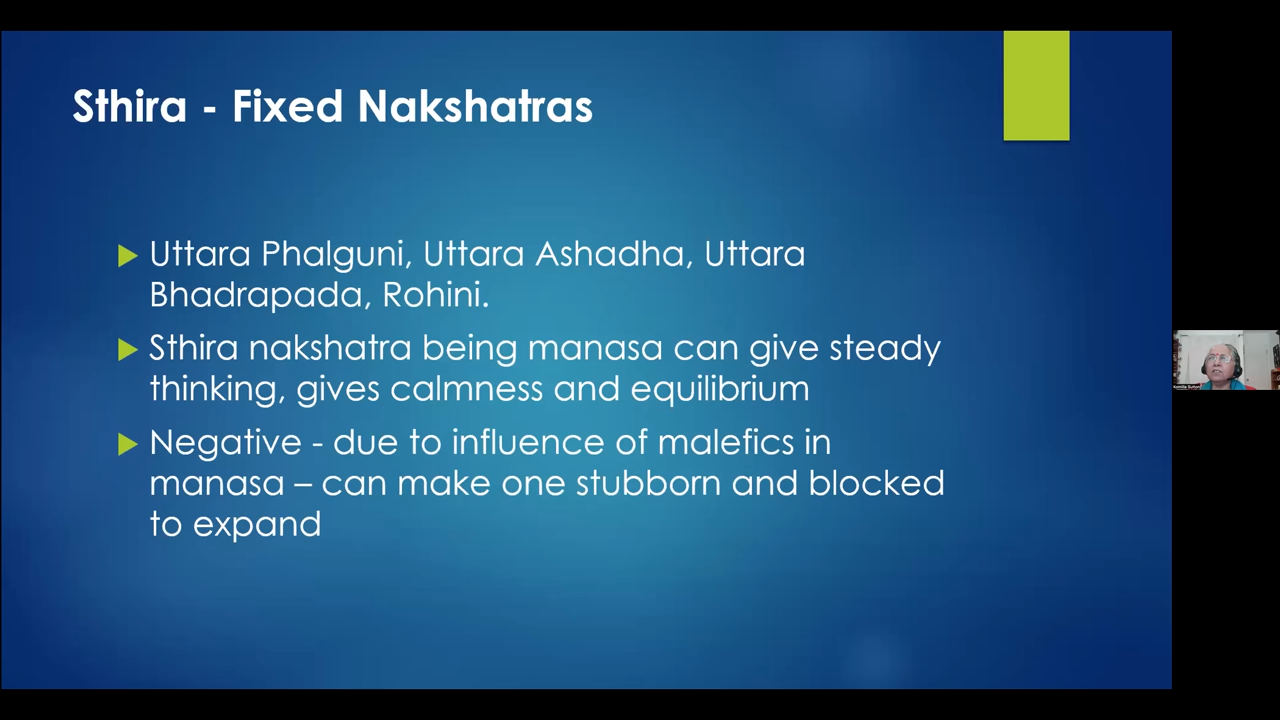 Sthira - Fixed Nakshatras
Uttara Phalguni, Uttara Ashadha, Uttara
Bhadrapada, Rohini.
Sthira nakshatra being manasa can give steady
thinking, gives calmness and equilibrium
Negative - due to influence of malefics in
manasa – can make one stubborn and blocked
to expand